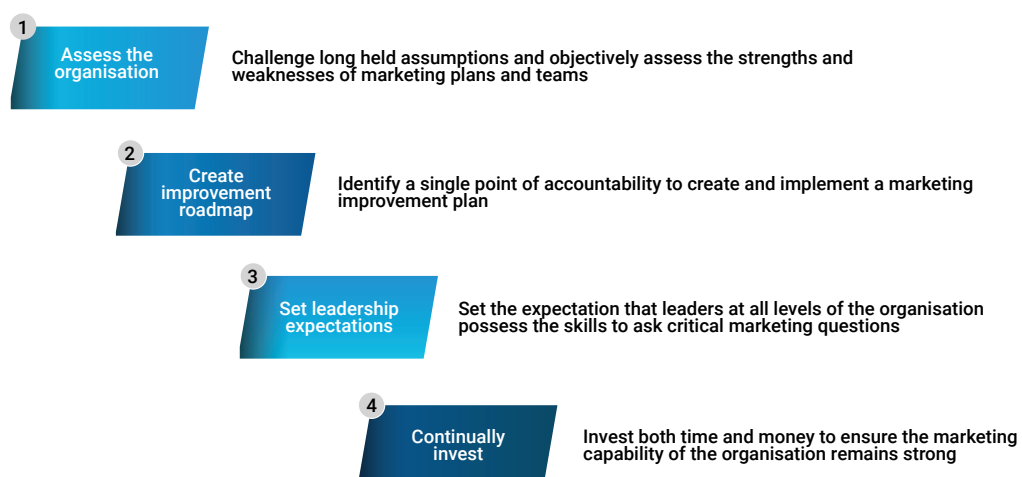 1
Assess the
organisation
Challenge long held assumptions and objectively assess the strengths and
weaknesses of marketing plans and teams
2
Create
improvement
roadmap
Identify a single point of accountability to create and implement a marketing
improvement plan
3
Set leadership
expectations
Set the expectation that leaders at all levels of the organisation
possess the skills to ask critical marketing questions
4
Continually
invest
Invest both time and money to ensure the marketing
capability of the organisation remains strong